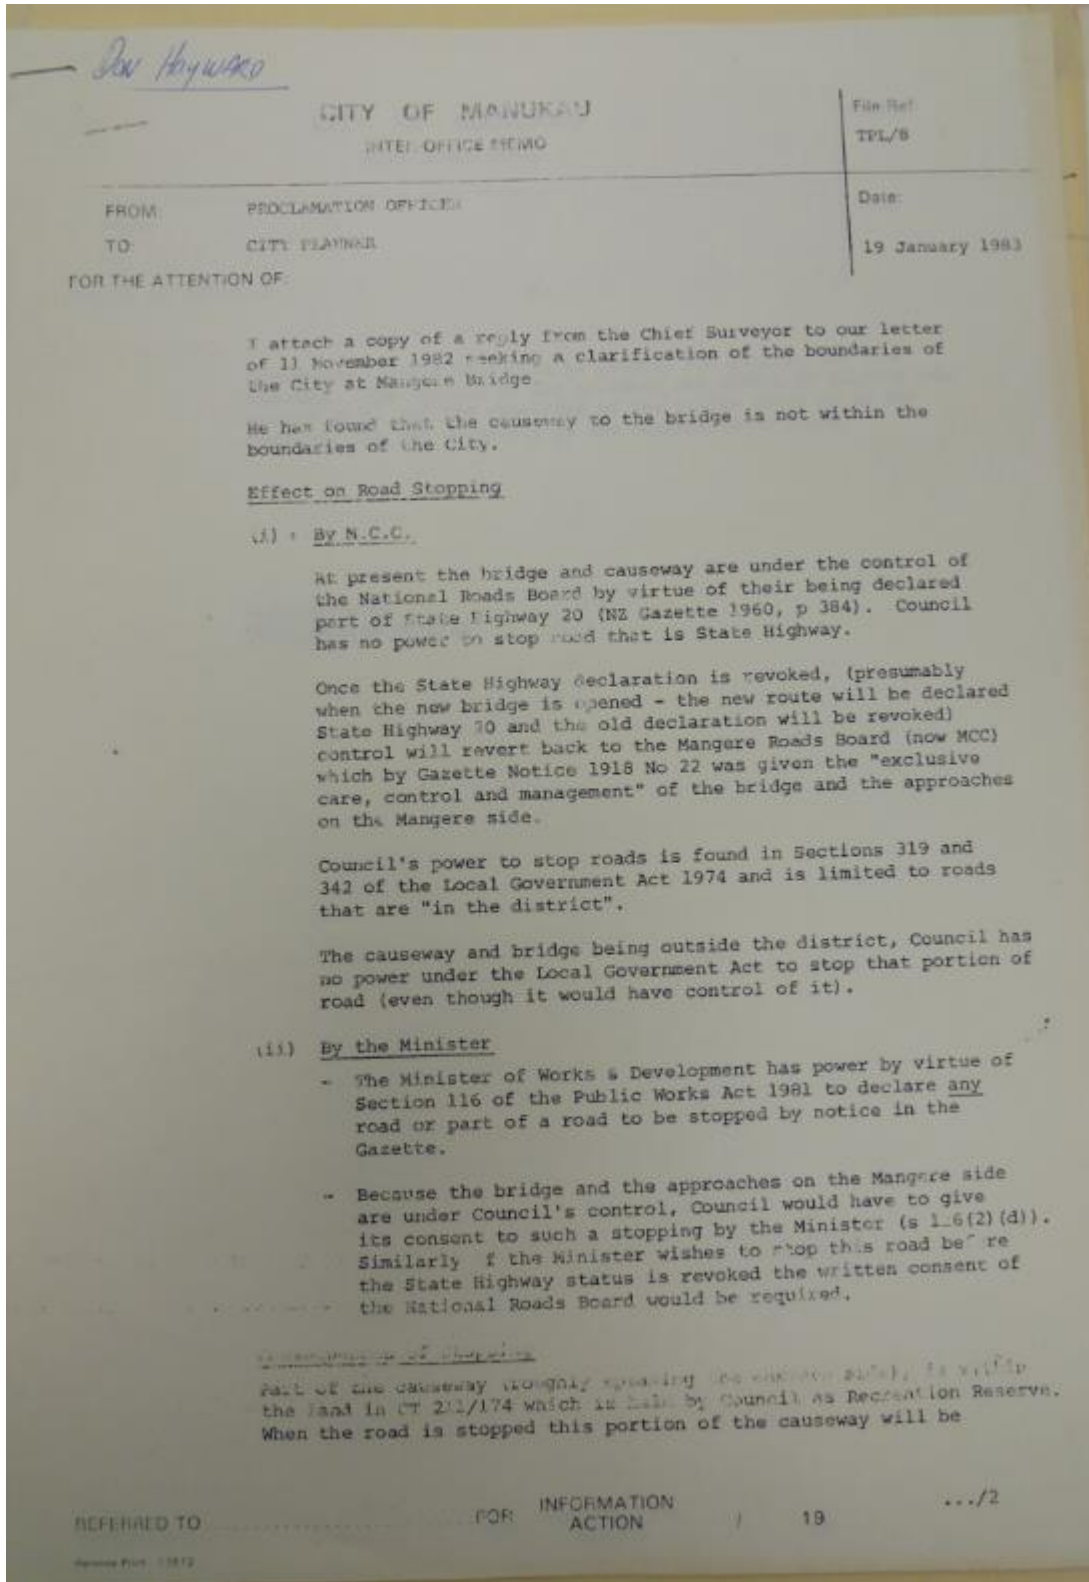 Don Hayward
CITY OF MANUKAU
INTER OFFICE MEMO
File Ref
TPL/8
FROM: PROCLAMATION OFFICER
Date:
TO: CITY PLANNER
19 January 1983
FOR THE ATTENTION OF:
I attach a copy of a reply from the Chief Surveyor to our letter
of 11 November 1982 seeking a clarification of the boundaries of
the City at Mangere Bridge.
He has found that the causeway to the bridge is not within the
boundaries of the City.
Effect on Road Stopping
(i) By M.C.C.
At present the bridge and causeway are under the control of
the National Roads Board by virtue of their being declared
part of State Highway 20 (NZ Gazette 1960, p 384). Council
has no power to stop road that is State Highway.
Once the State Highway declaration is revoked, (presumably
when the new bridge is opened - the new route will be declared
State Highway 20 and the old declaration will be revoked)
control will revert back to the Mangere Roads Board (now MCC)
which by Gazette Notice 1918 No 22 was given the "exclusive
care, control and management" of the bridge and the approaches
on the Mangere side.
Council's power to stop roads is found in Sections 319 and
342 of the Local Government Act 1974 and is limited to roads
that are "in the district".
The causeway and bridge being outside the district, Council has
no power under the Local Government Act to stop that portion of
road (even though it would have control of it).
(ii) By the Minister
- The Minister of Works & Development has power by virtue of
Section 116 of the Public Works Act 1981 to declare any
road or part of a road to be stopped by notice in the
Gazette.
- Because the bridge and the approaches on the Mangere side
are under Council's control, Council would have to give
its consent to such a stopping by the Minister (s 116(2)(d)).
Similarly if the Minister wishes to stop this road before
the State Highway status is revoked the written consent of
the National Roads Board would be required.
of Stopping
Part of the causeway (roughly speaking the side), is within
the land in CT which is held by Council as Recreation Reserve.
When the road is stopped this portion of the causeway will be
.../2
REFERRED TO FOR INFORMATION / 19
ACTION